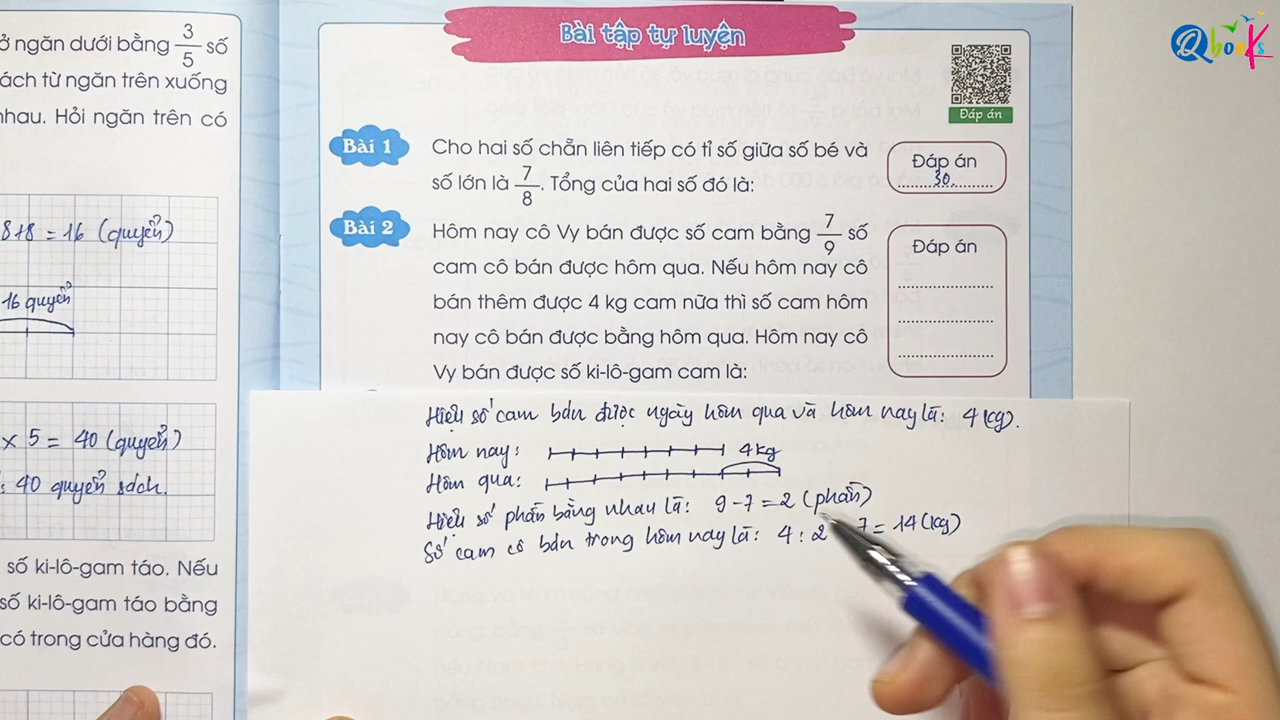 ở ngăn dưới bằng 3/5 số
ách từ ngăn trên xuống
nhau. Hỏi ngăn trên có
8+8 = 16 (quyển)
16 quyển
x 5 = 40 (quyển)
: 40 quyển sách.
số ki-lô-gam táo. Nếu
số ki-lô-gam táo bằng
có trong cửa hàng đó.
Bài tập tự luyện
Qbooks
Đáp án
Bài 1
Cho hai số chẵn liên tiếp có tỉ số giữa số bé và
số lớn là 7/8. Tổng của hai số đó là:
Đáp án
30.
Bài 2
Hôm nay cô Vy bán được số cam bằng 7/9 số
cam cô bán được hôm qua. Nếu hôm nay cô
bán thêm được 4 kg cam nữa thì số cam hôm
nay cô bán được bằng hôm qua. Hôm nay cô
Vy bán được số ki-lô-gam cam là:
Đáp án
Hiệu số cam bán được ngày hôm qua và hôm nay là: 4 (kg).
Hôm nay: 4kg
Hôm qua:
Hiệu số phần bằng nhau là: 9-7 = 2 (phần)
Số cam cô bán trong hôm nay là: 4 : 2 7 = 14 (kg)